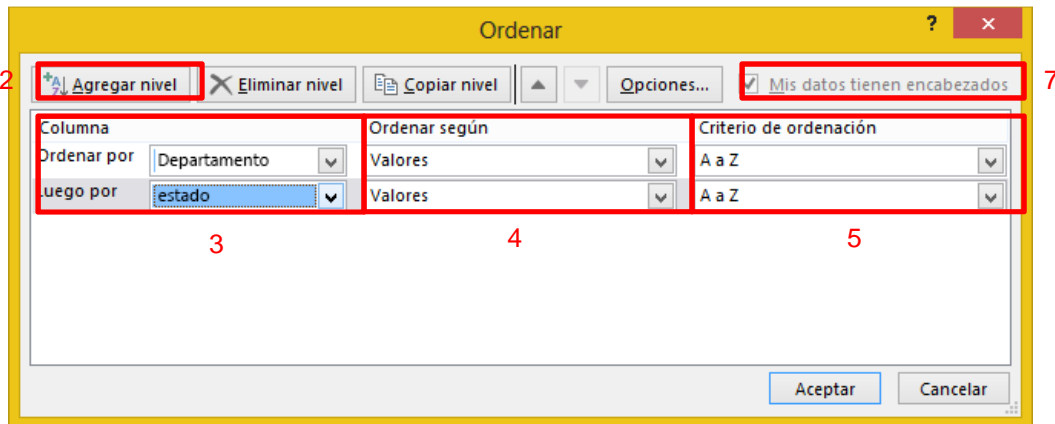 Ordenar ? ×
2 Agregar nivel Eliminar nivel Copiar nivel Opciones... Mis datos tienen encabezados 7
Columna Ordenar según Criterio de ordenación
Ordenar por Departamento Valores A a Z
Luego por estado Valores A a Z
3 4 5
Aceptar Cancelar